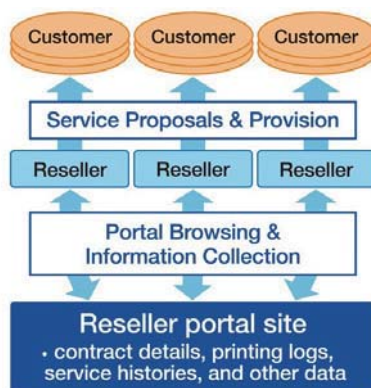 Customer Customer Customer
Service Proposals & Provision
Reseller Reseller Reseller
Portal Browsing &
Information Collection
Reseller portal site
• contract details, printing logs,
service histories, and other data